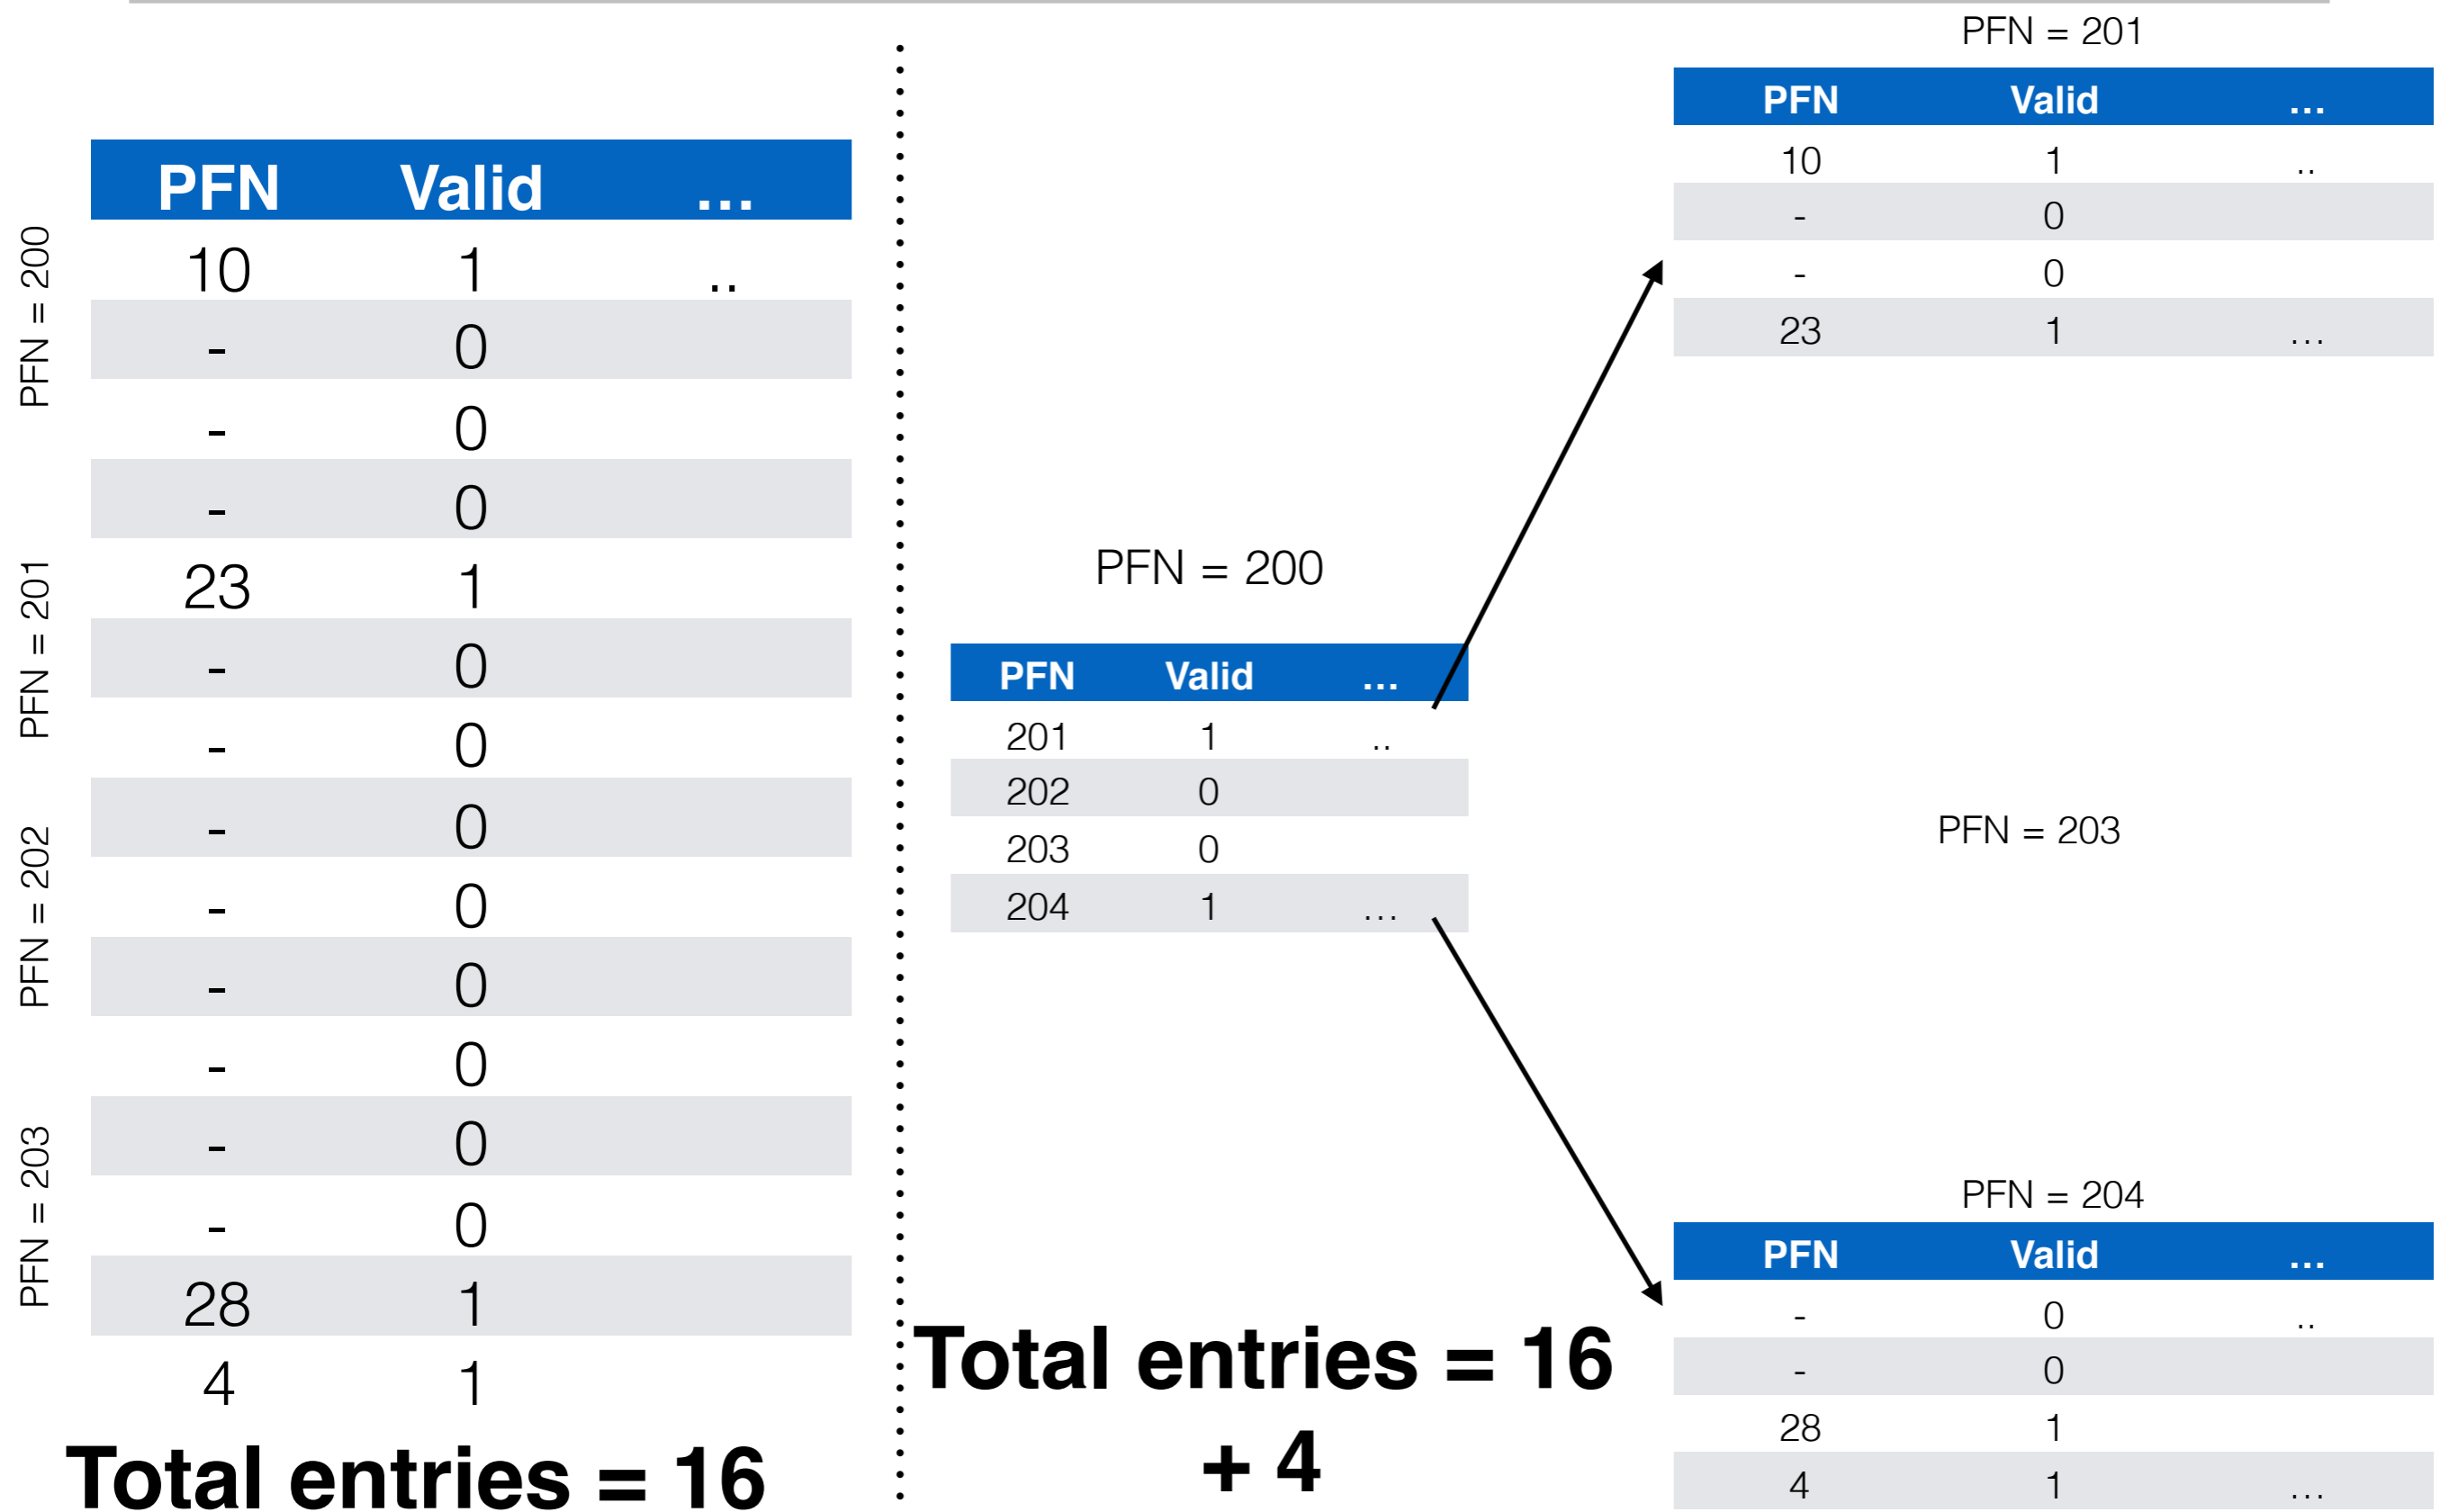 PFN Valid ...
PFN = 200
10 1 ..
- 0
- 0
- 0
PFN = 201
23 1
- 0
- 0
- 0
PFN = 202
- 0
- 0
- 0
- 0
PFN = 203
- 0
28 1
4 1
Total entries = 16
PFN = 200
PFN Valid ...
201 1 ..
202 0
203 0
204 1 ...
Total entries = 16
+ 4
PFN = 201
PFN Valid ...
10 1 ..
- 0
- 0
23 1 ...
PFN = 203
PFN = 204
PFN Valid ...
- 0 ..
- 0
28 1
4 1 ...